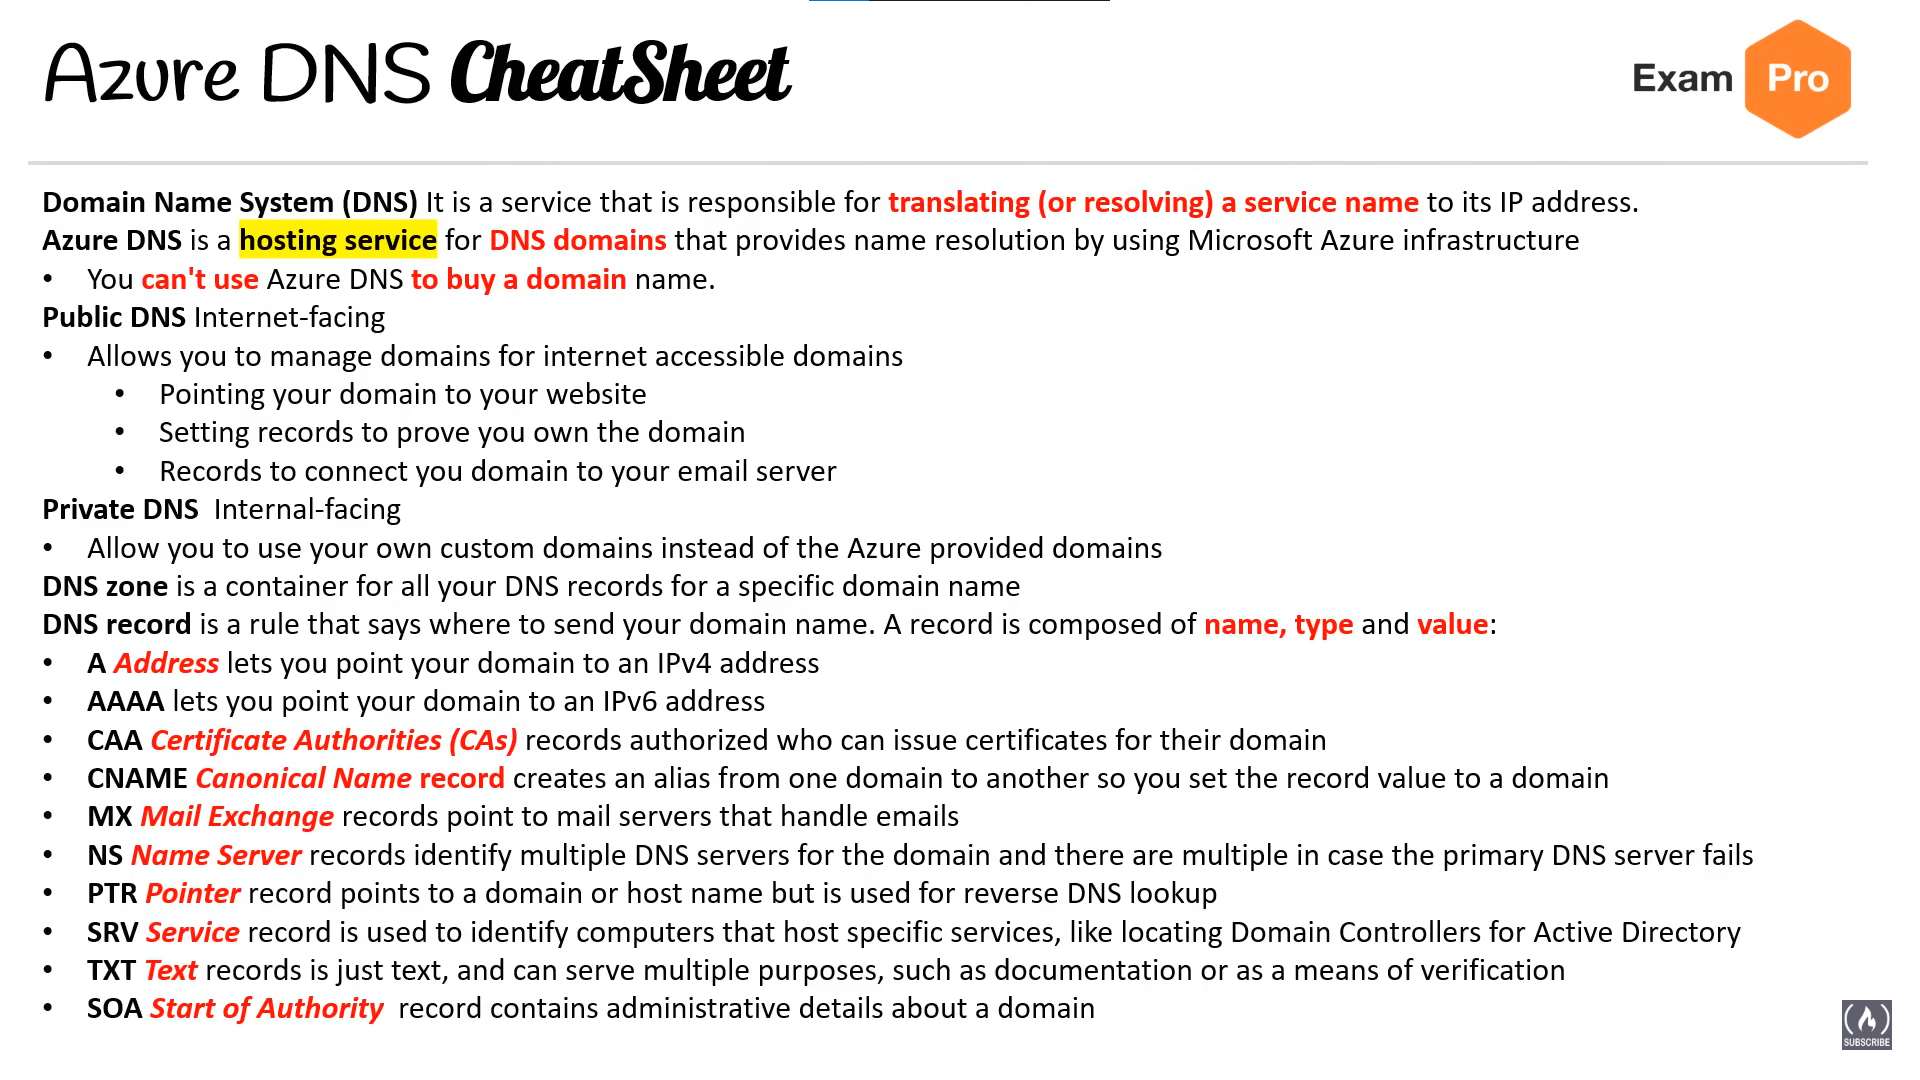 Azure DNS CheatSheet
Exam Pro
Domain Name System (DNS) It is a service that is responsible for translating (or resolving) a service name to its IP address.
Azure DNS is a hosting service for DNS domains that provides name resolution by using Microsoft Azure infrastructure
• You can't use Azure DNS to buy a domain name.
Public DNS Internet-facing
• Allows you to manage domains for internet accessible domains
• Pointing your domain to your website
• Setting records to prove you own the domain
• Records to connect you domain to your email server
Private DNS  Internal-facing
• Allow you to use your own custom domains instead of the Azure provided domains
DNS zone is a container for all your DNS records for a specific domain name
DNS record is a rule that says where to send your domain name. A record is composed of name, type and value:
• A Address lets you point your domain to an IPv4 address
• AAAA lets you point your domain to an IPv6 address
• CAA Certificate Authorities (CAs) records authorized who can issue certificates for their domain
• CNAME Canonical Name record creates an alias from one domain to another so you set the record value to a domain
• MX Mail Exchange records point to mail servers that handle emails
• NS Name Server records identify multiple DNS servers for the domain and there are multiple in case the primary DNS server fails
• PTR Pointer record points to a domain or host name but is used for reverse DNS lookup
• SRV Service record is used to identify computers that host specific services, like locating Domain Controllers for Active Directory
• TXT Text records is just text, and can serve multiple purposes, such as documentation or as a means of verification
• SOA Start of Authority  record contains administrative details about a domain
SUBSCRIBE